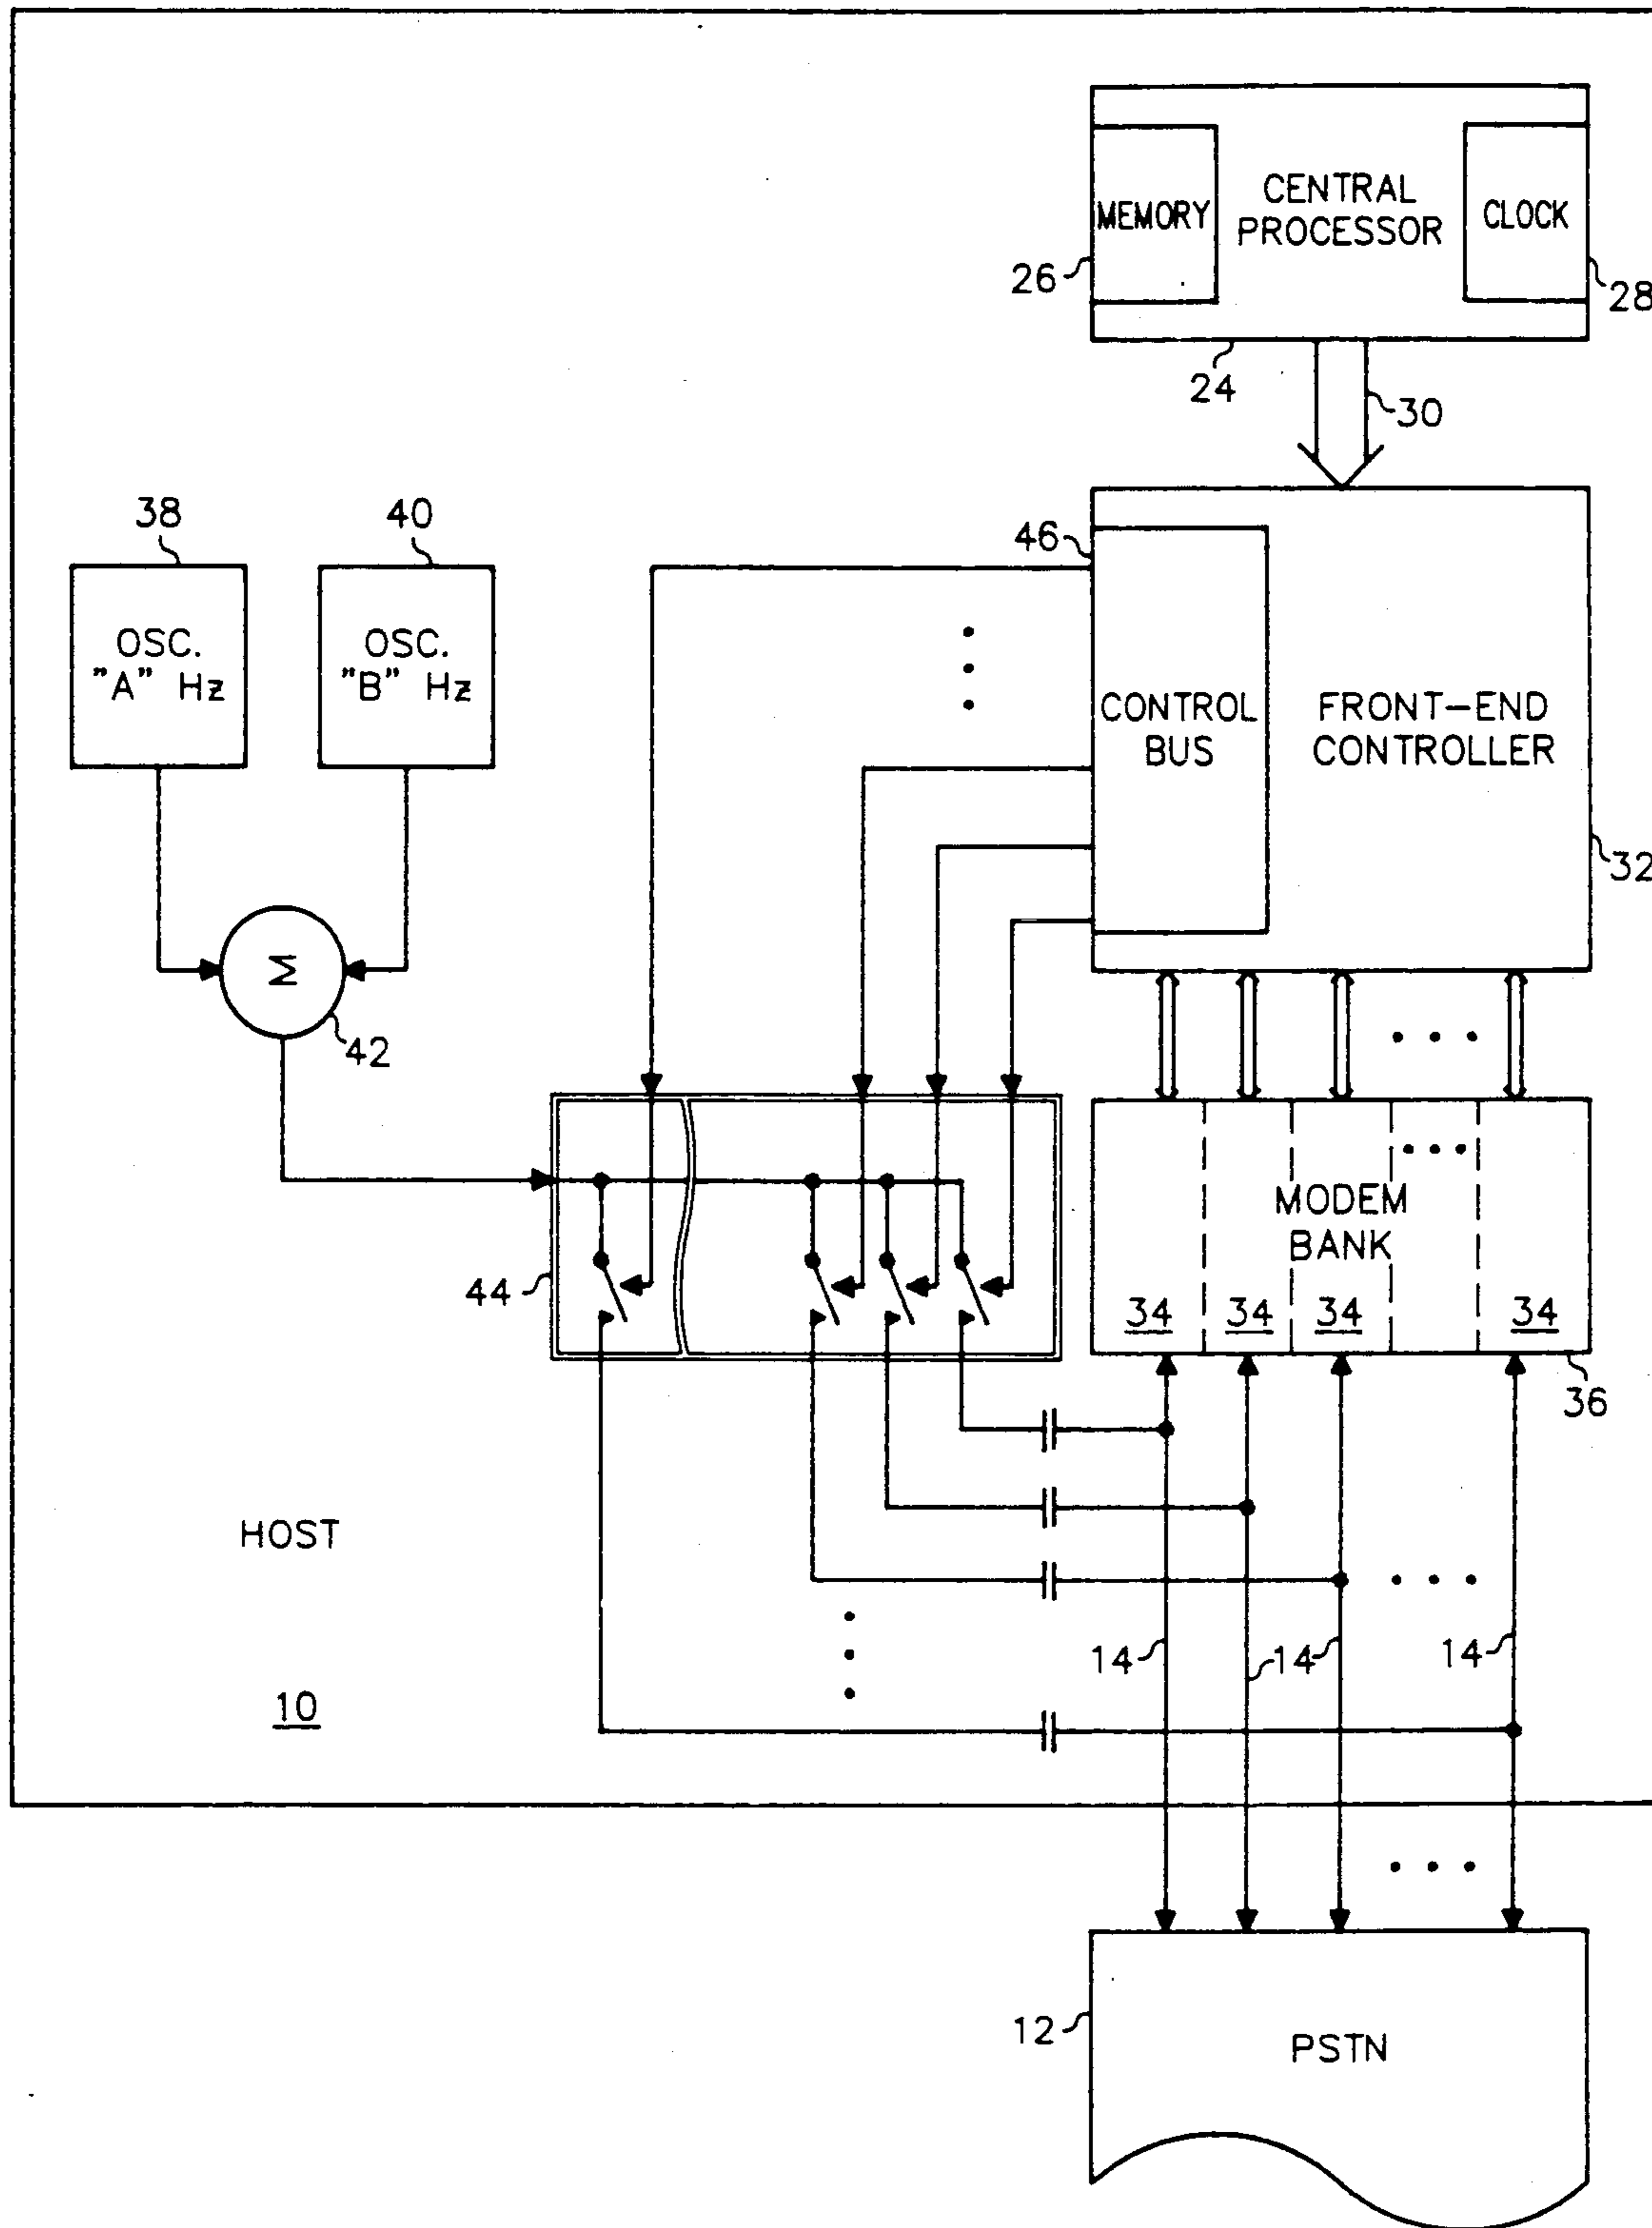 CENTRAL
PROCESSOR
MEMORY
CLOCK
26
28
24
30
38
40
46
OSC.
"A" Hz
OSC.
"B" Hz
CONTROL
BUS
FRONT-END
CONTROLLER
32
Σ
42
MODEM
BANK
44
34
34
34
34
36
HOST
14
14
14
10
12
PSTN